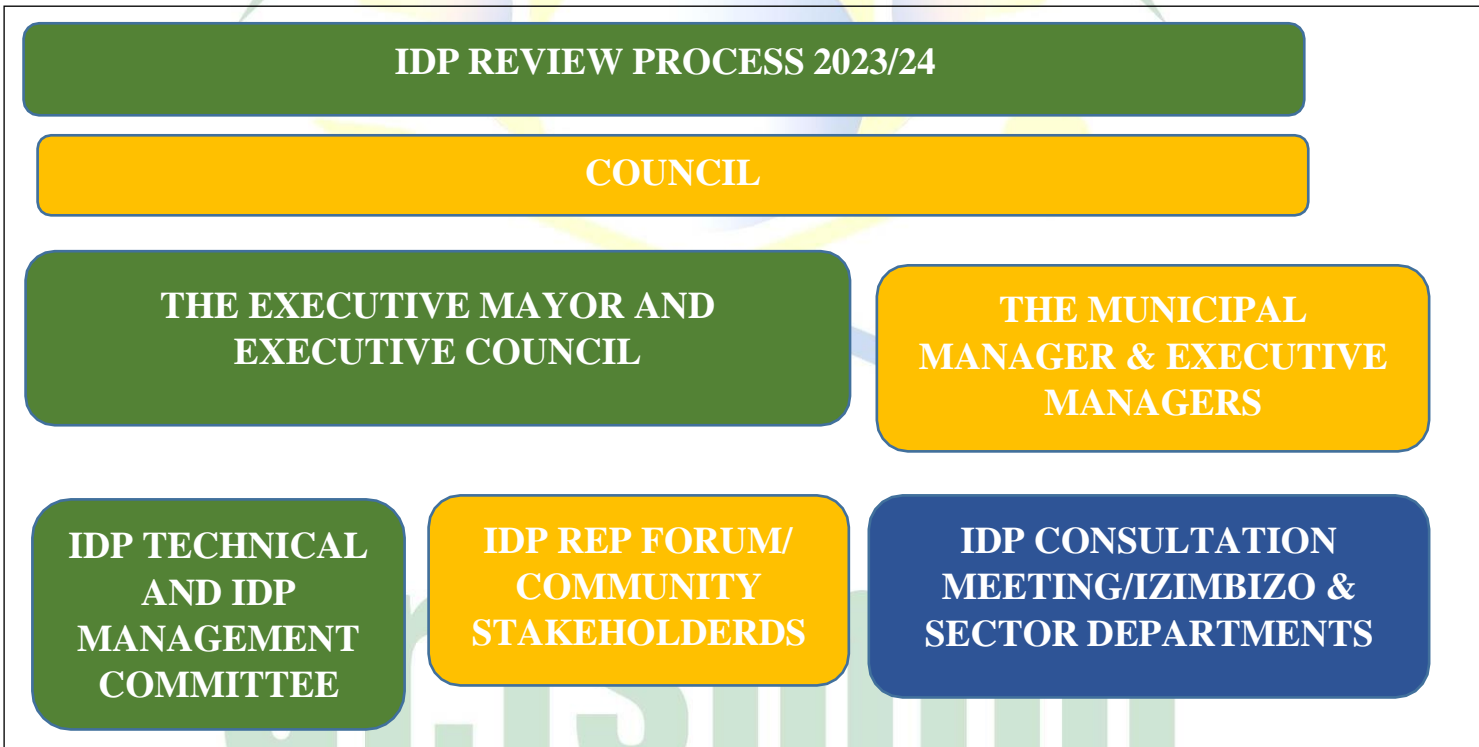 IDP REVIEW PROCESS 2023/24
COUNCIL
THE EXECUTIVE MAYOR AND
EXECUTIVE COUNCIL
THE MUNICIPAL
MANAGER & EXECUTIVE
MANAGERS
IDP TECHNICAL
AND IDP
MANAGEMENT
COMMITTEE
IDP REP FORUM/
COMMUNITY
STAKEHOLDERDS
IDP CONSULTATION
MEETING/IZIMBIZO &
SECTOR DEPARTMENTS